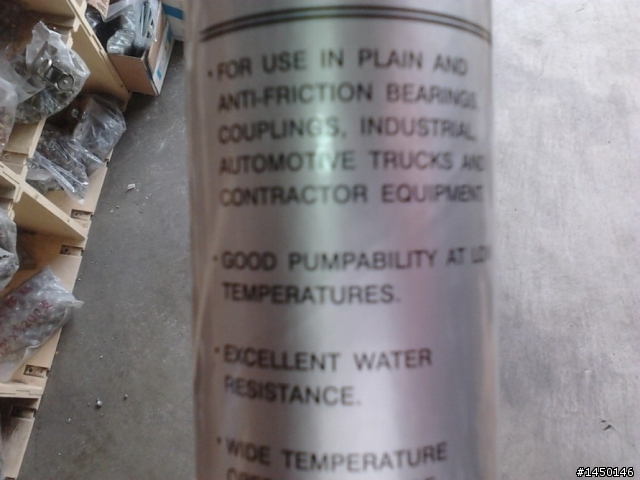 • FOR USE IN PLAIN AND
ANTI-FRICTION BEARINGS
COUPLINGS, INDUSTRIAL,
AUTOMOTIVE TRUCKS AND
CONTRACTOR EQUIPMENT
• GOOD PUMPABILITY AT LOW
TEMPERATURES.
• EXCELLENT WATER
RESISTANCE.
• WIDE TEMPERATURE
#1450146